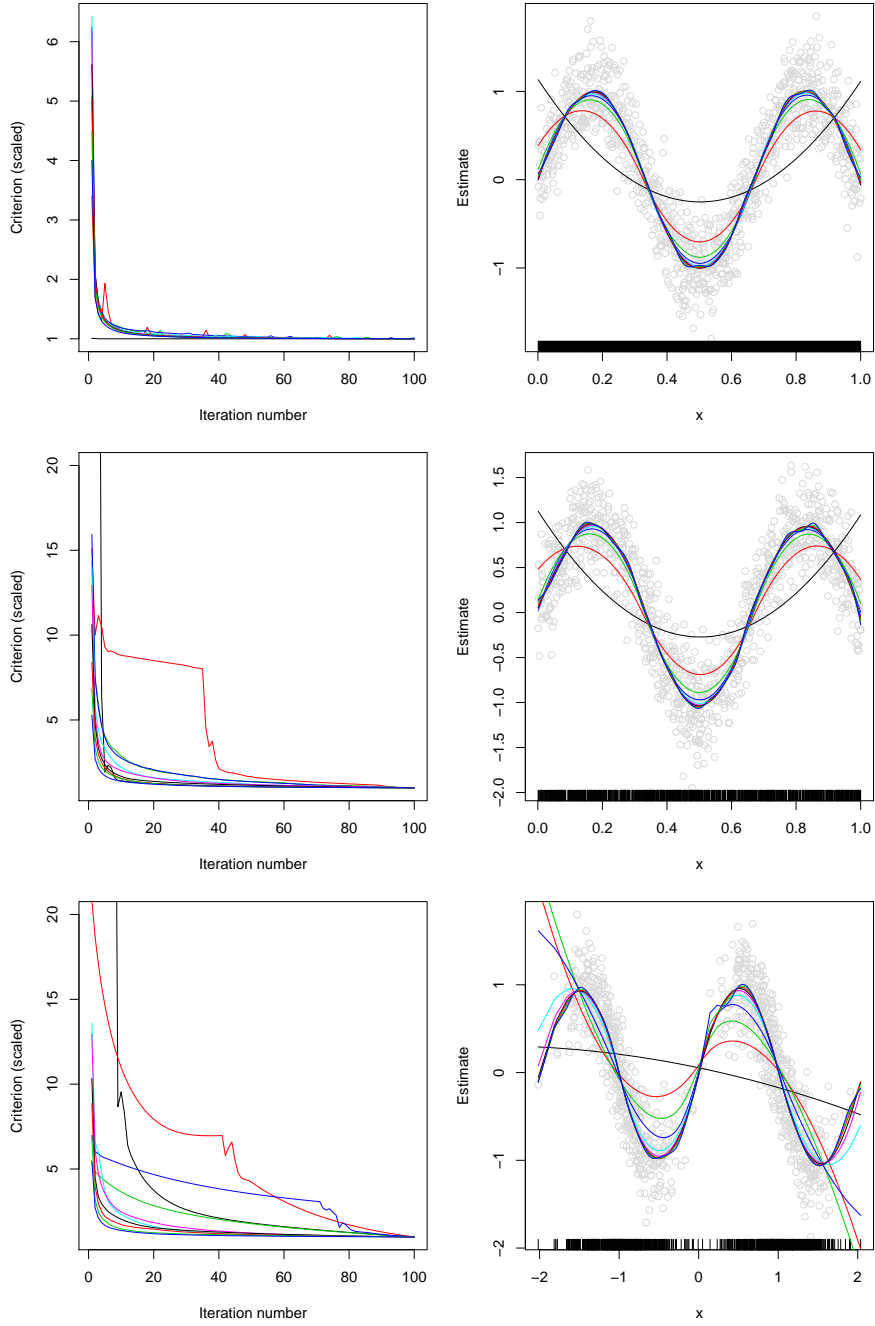 Criterion (scaled)
1 2 3 4 5 6
0 20 40 60 80 100
Iteration number
Estimate
-1 0 1
0.0 0.2 0.4 0.6 0.8 1.0
x
Criterion (scaled)
5 10 15 20
0 20 40 60 80 100
Iteration number
Estimate
-2.0 -1.5 -1.0 -0.5 0.0 0.5 1.0 1.5
0.0 0.2 0.4 0.6 0.8 1.0
x
Criterion (scaled)
5 10 15 20
0 20 40 60 80 100
Iteration number
Estimate
-2 -1 0 1
-2 -1 0 1 2
x